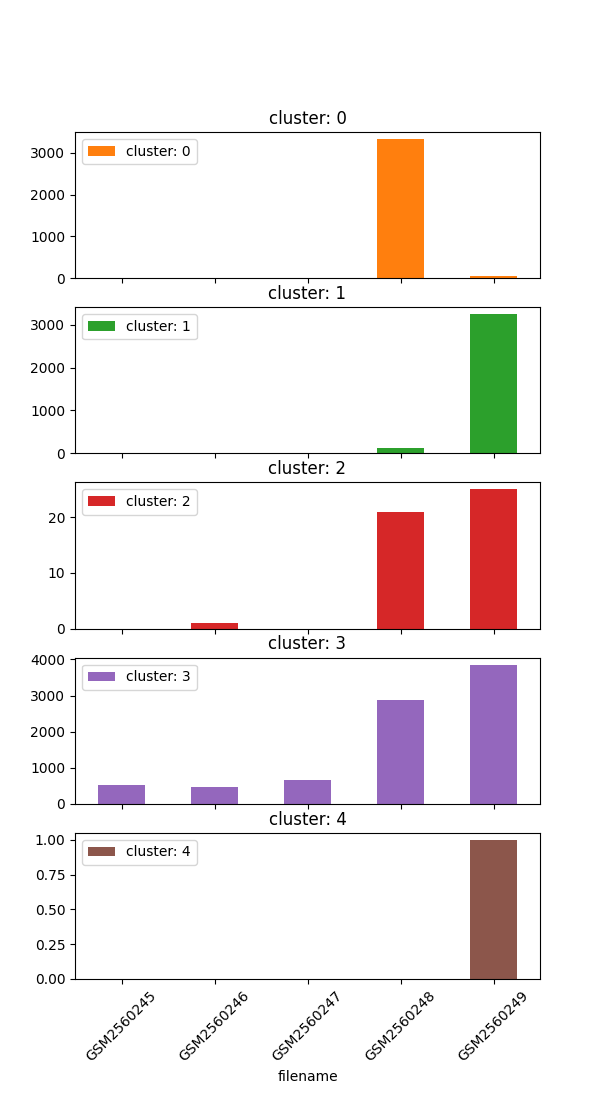 cluster: 0
cluster: 0
3000
2000
1000
0
cluster: 1
cluster: 1
3000
2000
1000
0
cluster: 2
cluster: 2
20
10
0
cluster: 3
4000
cluster: 3
3000
2000
1000
0
cluster: 4
1.00
cluster: 4
0.75
0.50
0.25
0.00
GSM2560245
GSM2560246
GSM2560247
GSM2560248
GSM2560249
filename